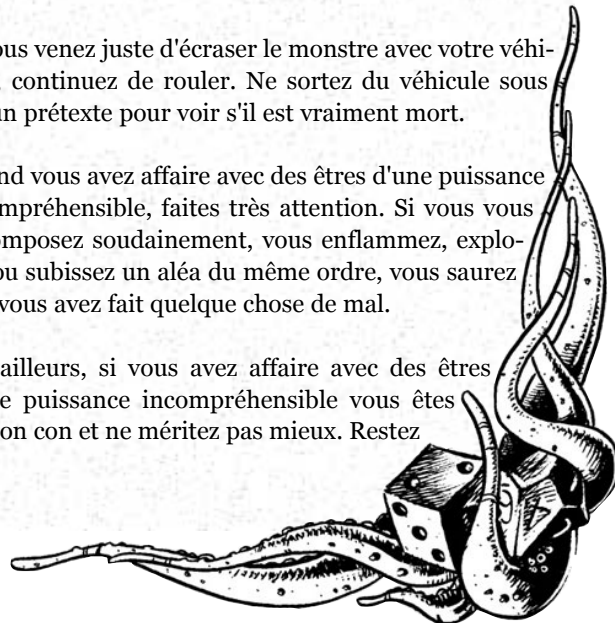 ous venez juste d'écraser le monstre avec votre véhi-
, continuez de rouler. Ne sortez du véhicule sous
un prétexte pour voir s'il est vraiment mort.
nd vous avez affaire avec des êtres d'une puissance
ompréhensible, faites très attention. Si vous vous
omposez soudainement, vous enflammez, explo-
ou subissez un aléa du même ordre, vous saurez
vous avez fait quelque chose de mal.
ailleurs, si vous avez affaire avec des êtres
e puissance incompréhensible vous êtes
on con et ne méritez pas mieux. Restez